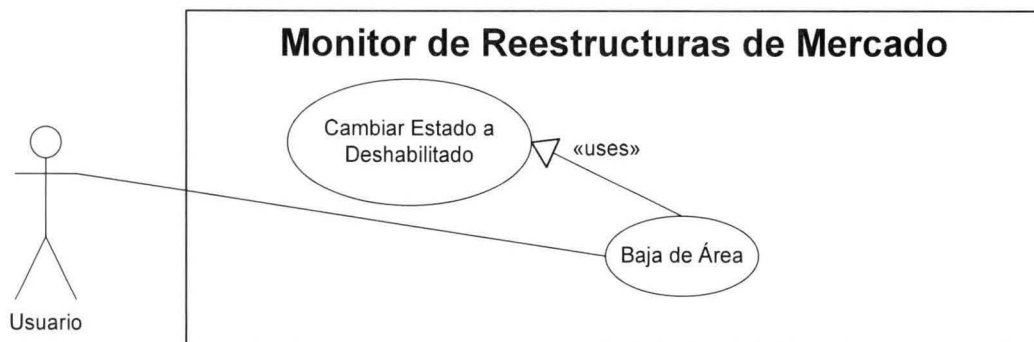 Monitor de Reestructuras de Mercado
Cambiar Estado a
Deshabilitado
«uses»
Baja de Área
Usuario